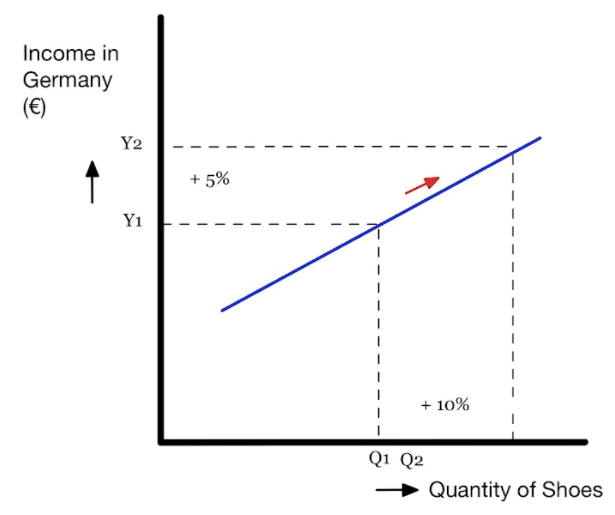 Income in
Germany
(€)
Y2
+ 5%
Y1
+ 10%
Q1 Q2
Quantity of Shoes